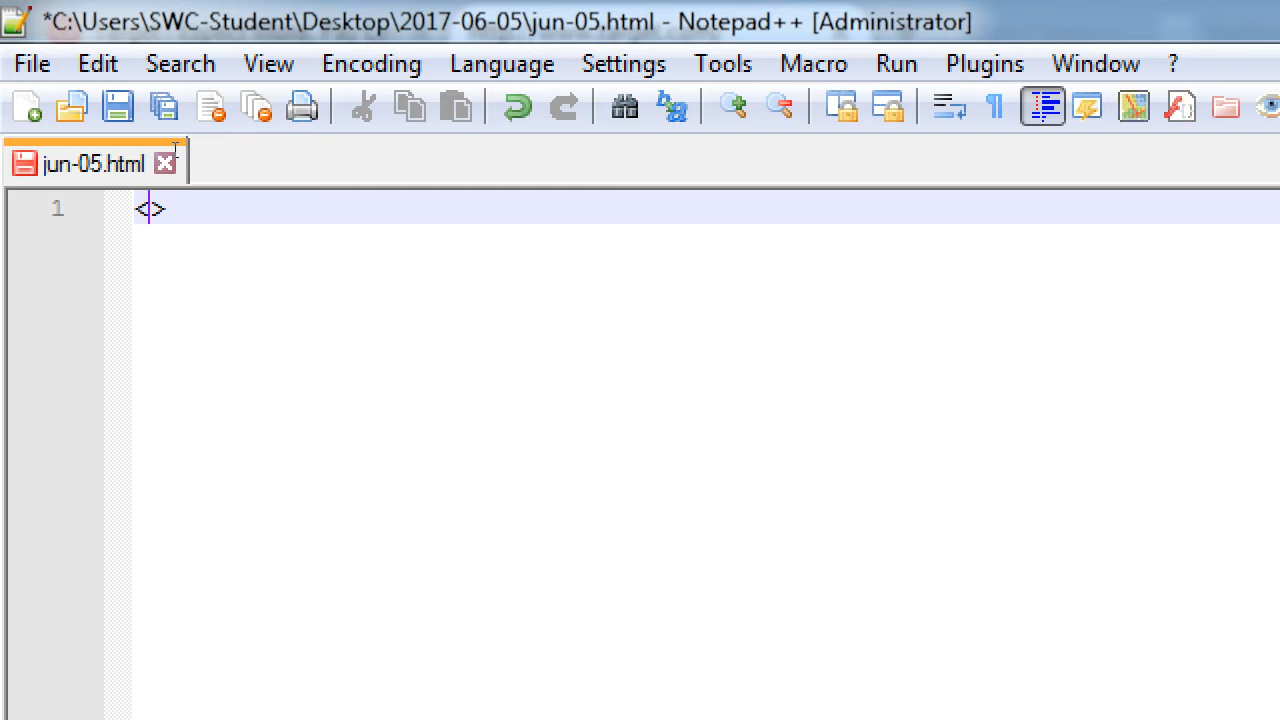 *C:\Users\SWC-Student\Desktop\2017-06-05\jun-05.html - Notepad++ [Administrator]
File Edit Search View Encoding Language Settings Tools Macro Run Plugins Window ?
jun-05.html
1 <>